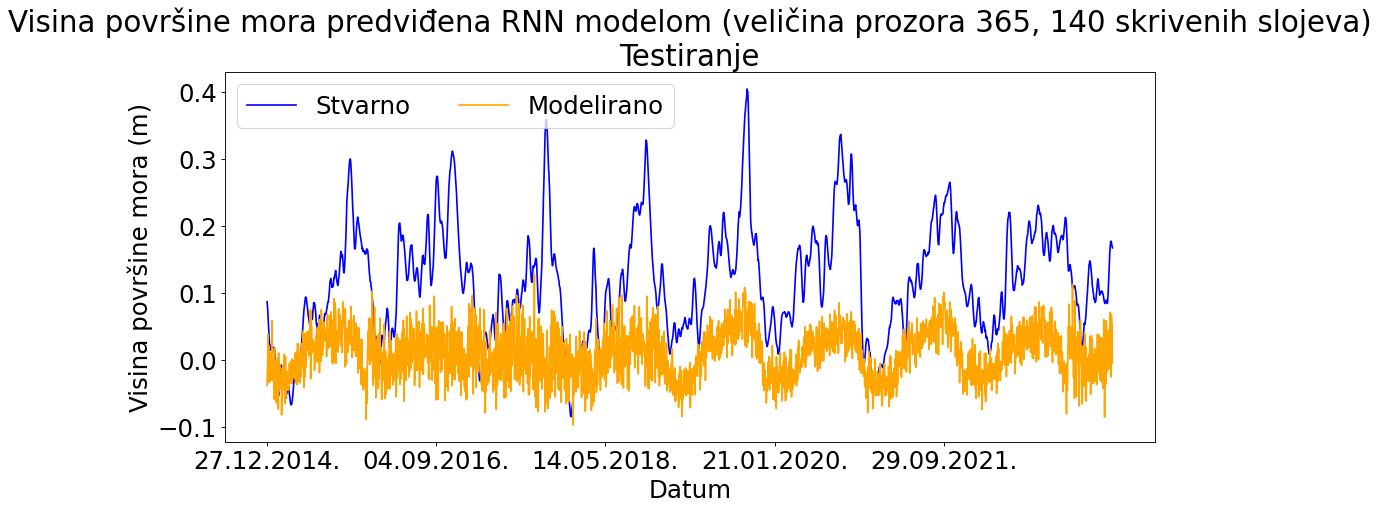 Visina površine mora predviđena RNN modelom (veličina prozora 365, 140 skrivenih slojeva)
Testiranje
Stvarno
Modelirano
Visina površine mora (m)
0.4
0.3
0.2
0.1
0.0
−0.1
27.12.2014.
04.09.2016.
14.05.2018.
21.01.2020.
29.09.2021.
Datum